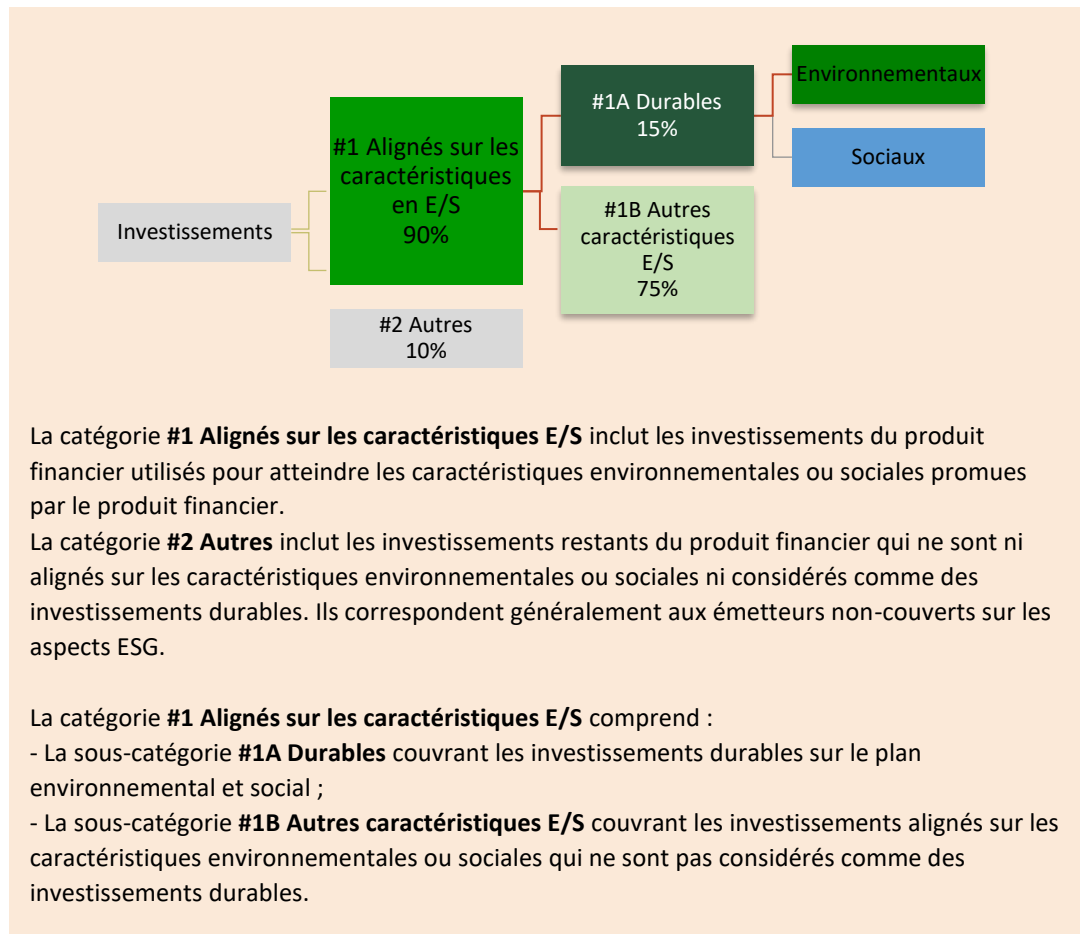 Investissements
#1 Alignés sur les
caractéristiques
en E/S
90%
#2 Autres
10%
#1A Durables
15%
#1B Autres
caractéristiques
E/S
75%
Environnementaux
Sociaux
La catégorie #1 Alignés sur les caractéristiques E/S inclut les investissements du produit
financier utilisés pour atteindre les caractéristiques environnementales ou sociales promues
par le produit financier.
La catégorie #2 Autres inclut les investissements restants du produit financier qui ne sont ni
alignés sur les caractéristiques environnementales ou sociales ni considérés comme des
investissements durables. Ils correspondent généralement aux émetteurs non-couverts sur les
aspects ESG.
La catégorie #1 Alignés sur les caractéristiques E/S comprend :
- La sous-catégorie #1A Durables couvrant les investissements durables sur le plan
environnemental et social ;
- La sous-catégorie #1B Autres caractéristiques E/S couvrant les investissements alignés sur les
caractéristiques environnementales ou sociales qui ne sont pas considérés comme des
investissements durables.